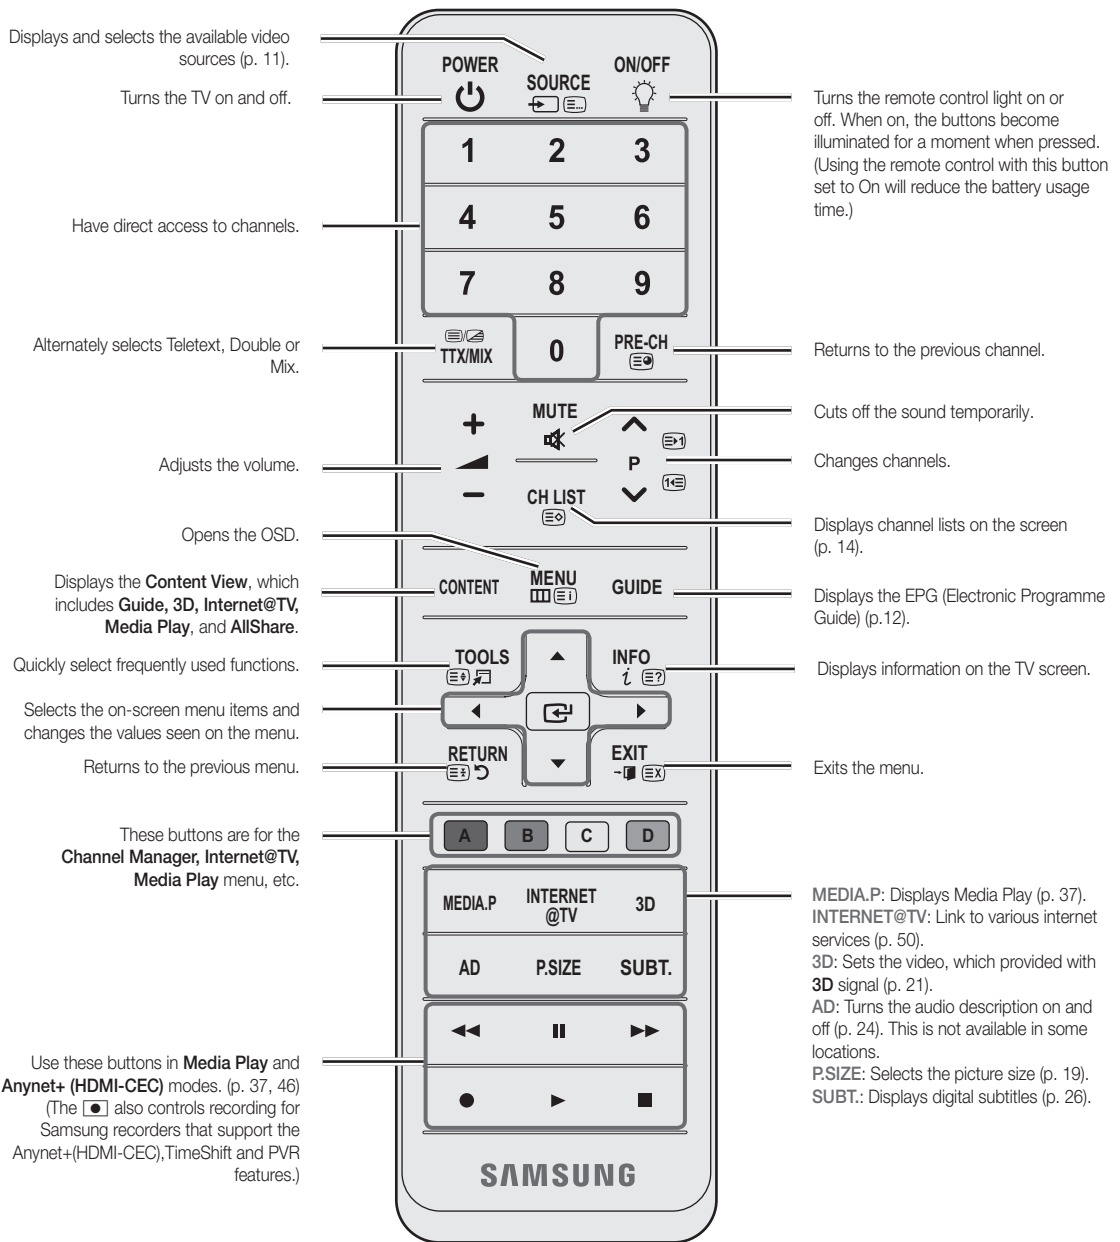 Displays and selects the available video
sources (p. 11).
Turns the TV on and off.
Have direct access to channels.
Alternately selects Teletext, Double or
Mix.
Adjusts the volume.
Opens the OSD.
Displays the Content View, which
includes Guide, 3D, Internet@TV,
Media Play, and AllShare.
Quickly select frequently used functions.
Selects the on-screen menu items and
changes the values seen on the menu.
Returns to the previous menu.
These buttons are for the
Channel Manager, Internet@TV,
Media Play menu, etc.
Use these buttons in Media Play and
Anynet+ (HDMI-CEC) modes. (p. 37, 46)
(The also controls recording for
Samsung recorders that support the
Anynet+(HDMI-CEC),TimeShift and PVR
features.)
POWER
SOURCE
ON/OFF
1 2 3
4 5 6
7 8 9
TTX/MIX
0
PRE-CH
MUTE
P
CH LIST
CONTENT
MENU
GUIDE
TOOLS
INFO
RETURN
EXIT
A B C D
MEDIA.P
INTERNET
@TV
3D
AD
P.SIZE
SUBT.
SAMSUNG
Turns the remote control light on or
off. When on, the buttons become
illuminated for a moment when pressed.
(Using the remote control with this button
set to On will reduce the battery usage
time.)
Returns to the previous channel.
Cuts off the sound temporarily.
Changes channels.
Displays channel lists on the screen
(p. 14).
Displays the EPG (Electronic Programme
Guide) (p.12).
Displays information on the TV screen.
Exits the menu.
MEDIA.P: Displays Media Play (p. 37).
INTERNET@TV: Link to various internet
services (p. 50).
3D: Sets the video, which provided with
3D signal (p. 21).
AD: Turns the audio description on and
off (p. 24). This is not available in some
locations.
P.SIZE: Selects the picture size (p. 19).
SUBT.: Displays digital subtitles (p. 26).